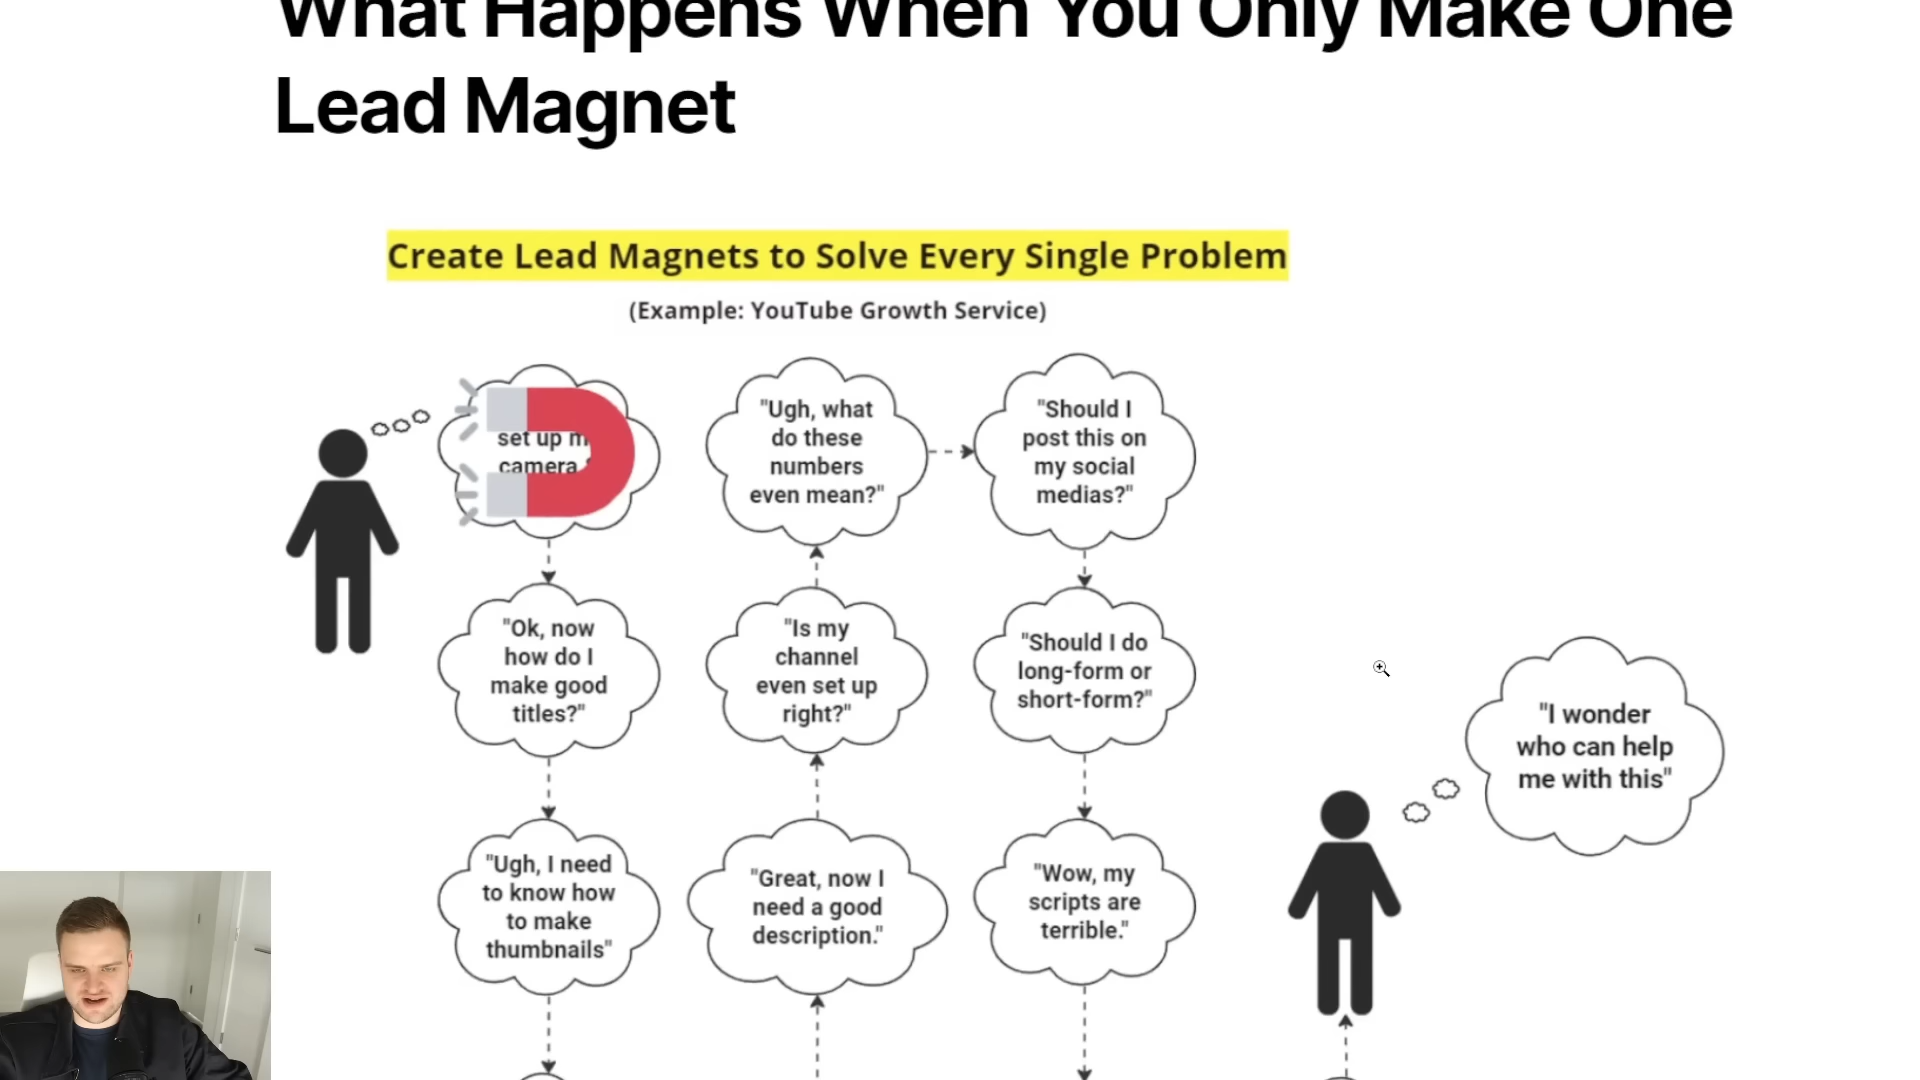 What Happens When You Only Make One
Lead Magnet
Create Lead Magnets to Solve Every Single Problem
(Example: YouTube Growth Service)
set up m
camera
"Ok, now
how do I
make good
titles?"
"Ugh, I need
to know how
to make
thumbnails"
"Great, now I
need a good
description."
"Is my
channel
even set up
right?"
"Ugh, what
do these
numbers
even mean?"
"Should I
post this on
my social
medias?"
"Should I do
long-form or
short-form?"
"Wow, my
scripts are
terrible."
"I wonder
who can help
me with this"